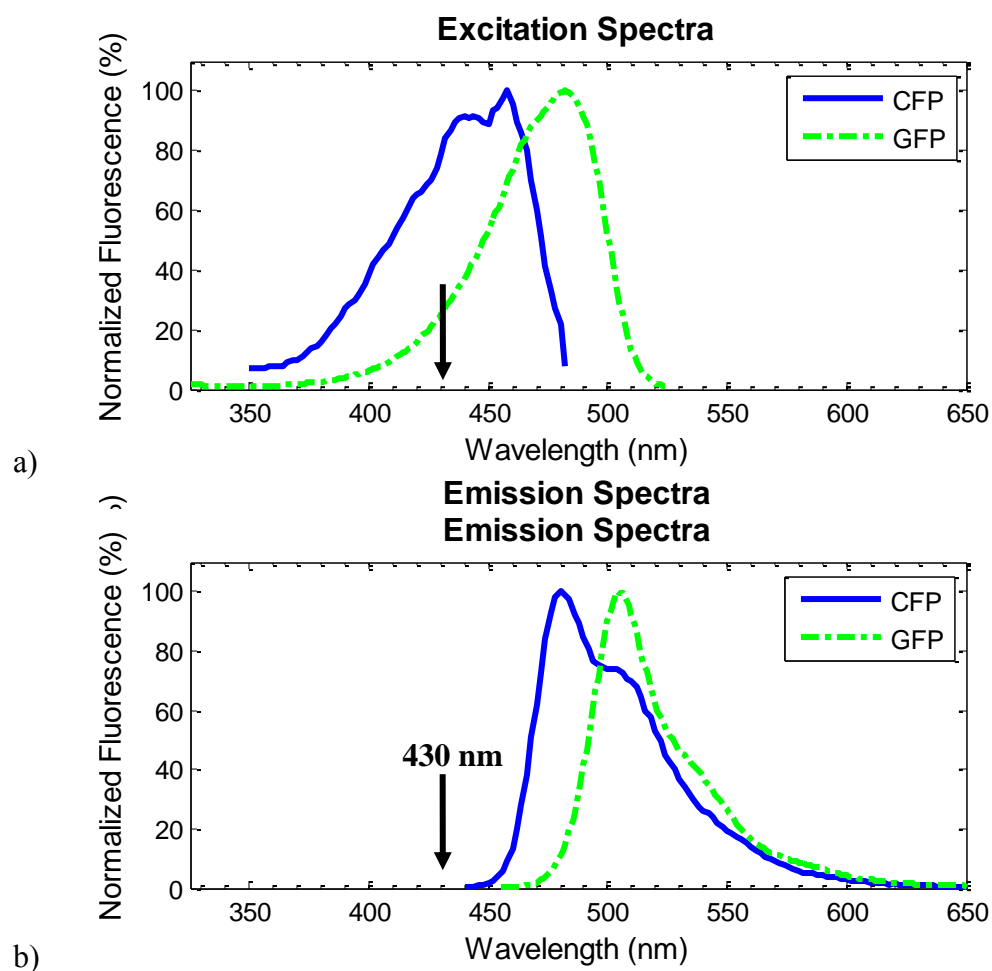 Excitation Spectra
Normalized Fluorescence (%)
100
80
60
40
20
0
CFP
GFP
350 400 450 500 550 600 650
Wavelength (nm)
a)
Emission Spectra
Emission Spectra
Normalized Fluorescence (%)
100
80
60
40
20
0
CFP
GFP
430 nm
350 400 450 500 550 600 650
Wavelength (nm)
b)